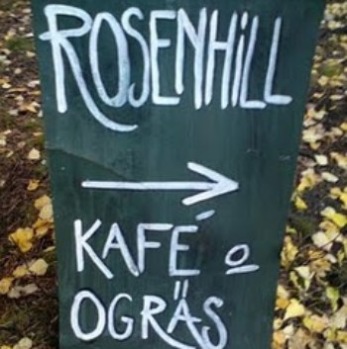 ROSENHiLL
→
KAFÉ o
OGRÄS